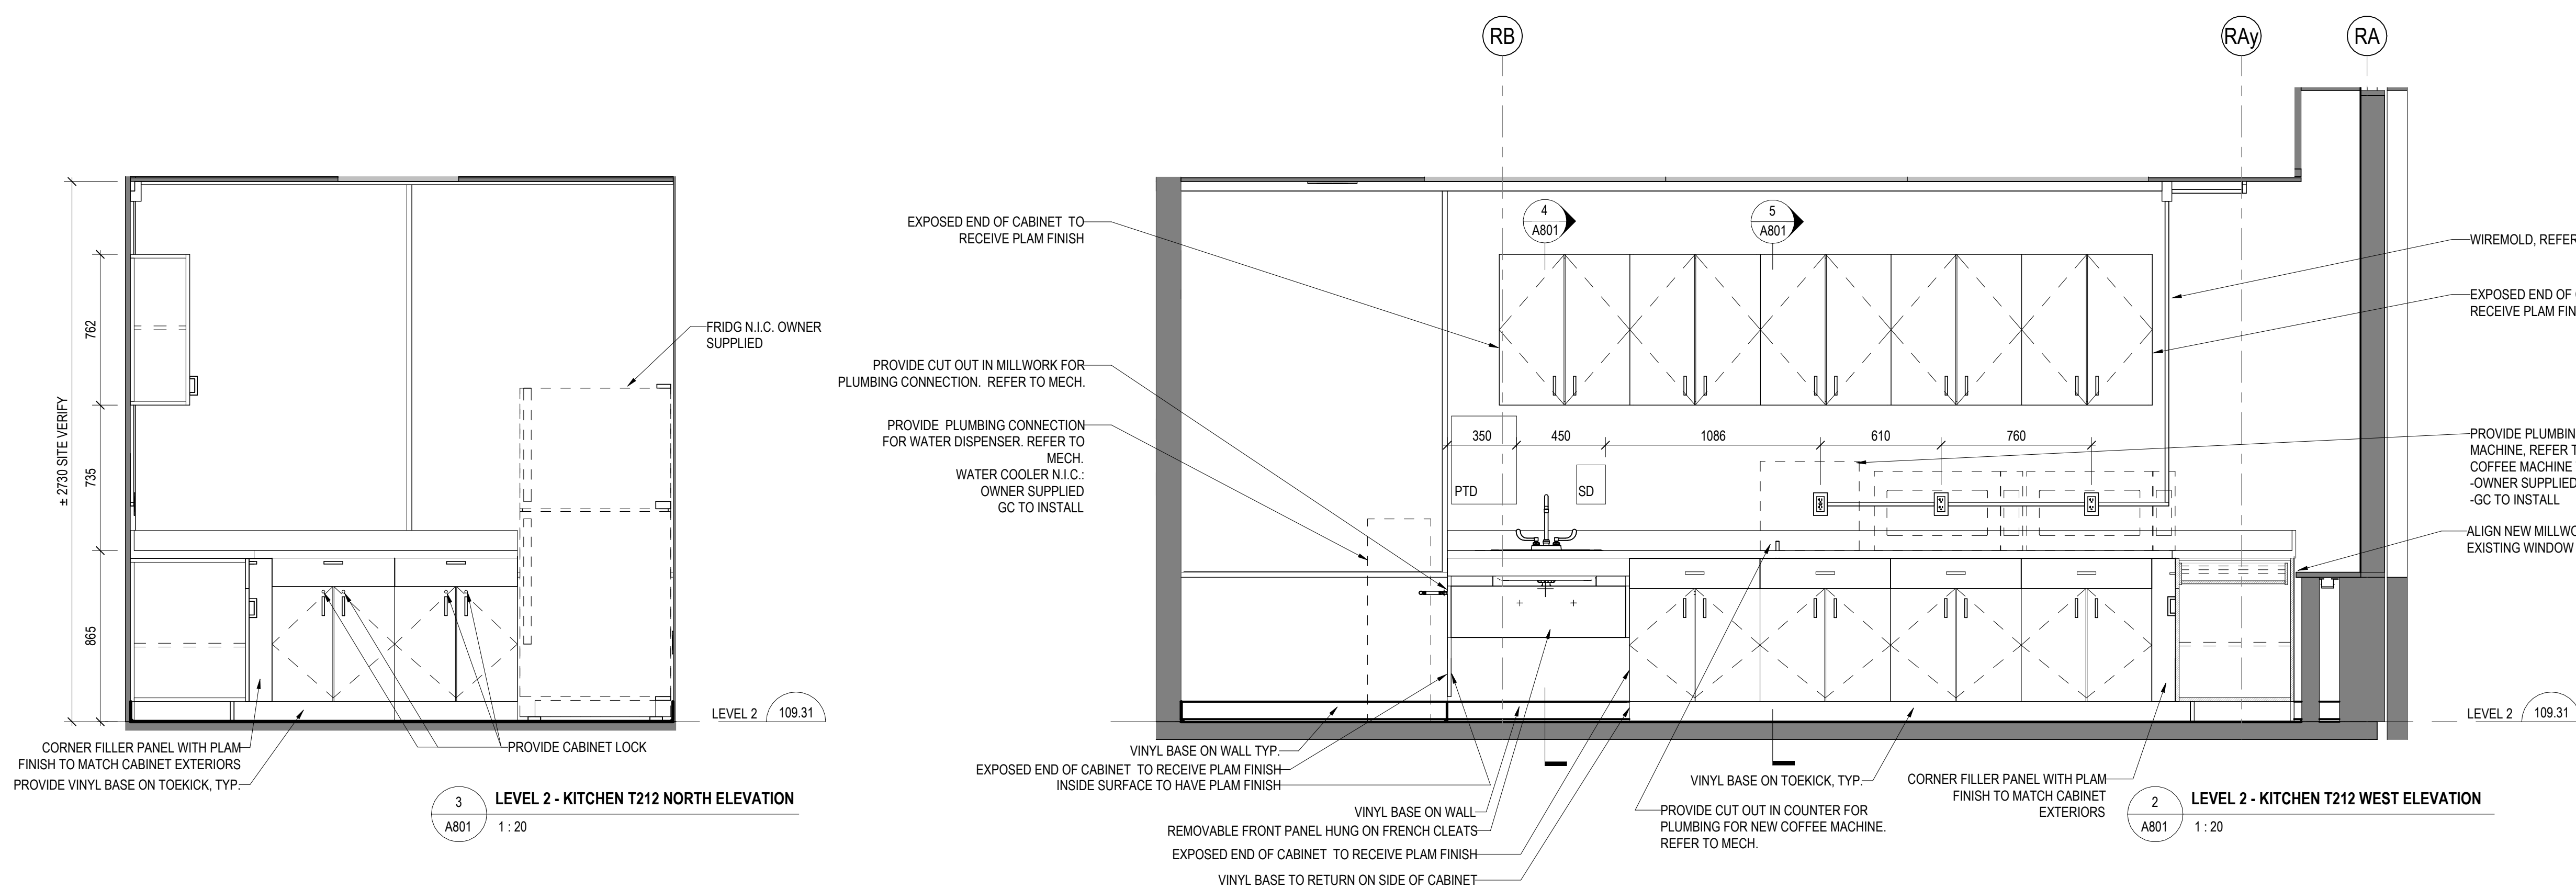 RB
RAy
RA
EXPOSED END OF CABINET TO
RECEIVE PLAM FINISH
4
A801
5
A801
WIREMOLD, REFER
EXPOSED END OF
RECEIVE PLAM FIN
FRIDG N.I.C. OWNER
SUPPLIED
762
735
865
± 2730 SITE VERIFY
PROVIDE CUT OUT IN MILLWORK FOR
PLUMBING CONNECTION. REFER TO MECH.
PROVIDE PLUMBING CONNECTION
FOR WATER DISPENSER. REFER TO
MECH.
WATER COOLER N.I.C.:
OWNER SUPPLIED
GC TO INSTALL
350
450
1086
610
760
PTD
SD
PROVIDE PLUMBIN
MACHINE, REFER T
COFFEE MACHINE
-OWNER SUPPLIED
-GC TO INSTALL
ALIGN NEW MILLWO
EXISTING WINDOW
LEVEL 2 109.31
LEVEL 2 109.31
CORNER FILLER PANEL WITH PLAM
FINISH TO MATCH CABINET EXTERIORS
PROVIDE VINYL BASE ON TOEKICK, TYP.
PROVIDE CABINET LOCK
3
A801
LEVEL 2 - KITCHEN T212 NORTH ELEVATION
1 : 20
VINYL BASE ON WALL TYP.
EXPOSED END OF CABINET TO RECEIVE PLAM FINISH
INSIDE SURFACE TO HAVE PLAM FINISH
VINYL BASE ON WALL
REMOVABLE FRONT PANEL HUNG ON FRENCH CLEATS
EXPOSED END OF CABINET TO RECEIVE PLAM FINISH
VINYL BASE TO RETURN ON SIDE OF CABINET
VINYL BASE ON TOEKICK, TYP.
PROVIDE CUT OUT IN COUNTER FOR
PLUMBING FOR NEW COFFEE MACHINE.
REFER TO MECH.
CORNER FILLER PANEL WITH PLAM
FINISH TO MATCH CABINET
EXTERIORS
2
A801
LEVEL 2 - KITCHEN T212 WEST ELEVATION
1 : 20